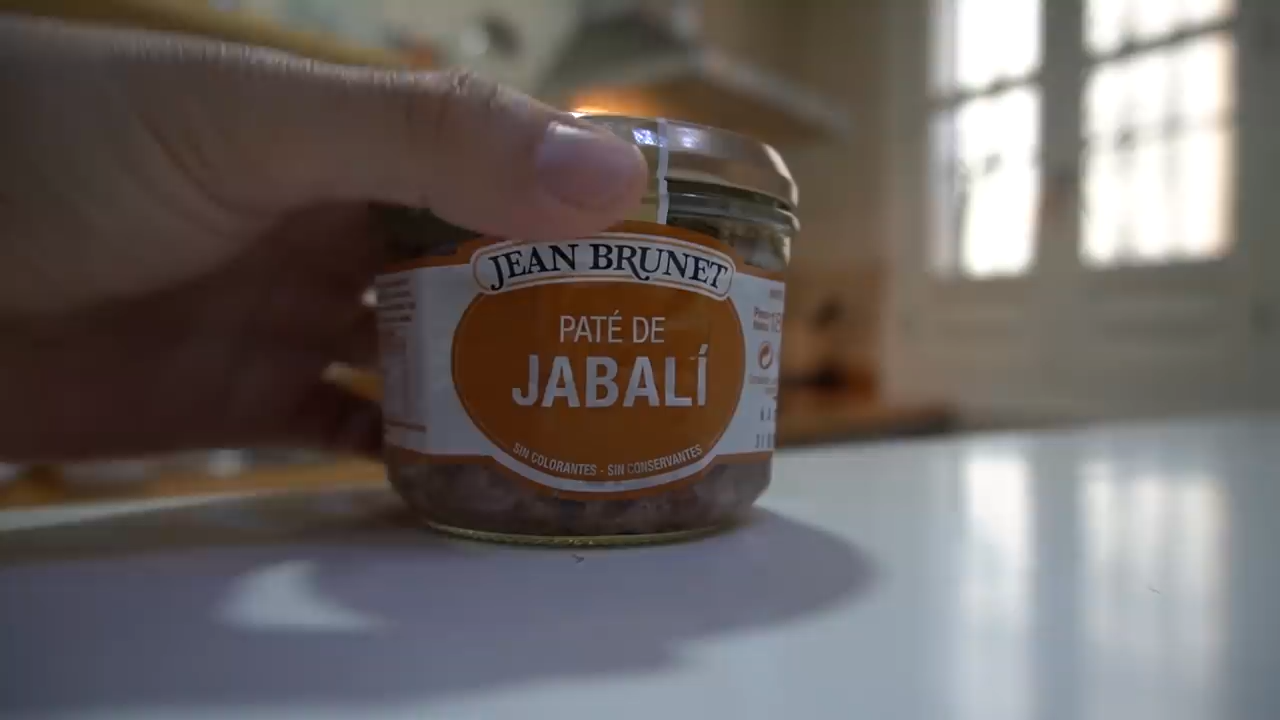 JEAN BRUNET
PATÉ DE
JABALÍ
SIN COLORANTES - SIN CONSERVANTES